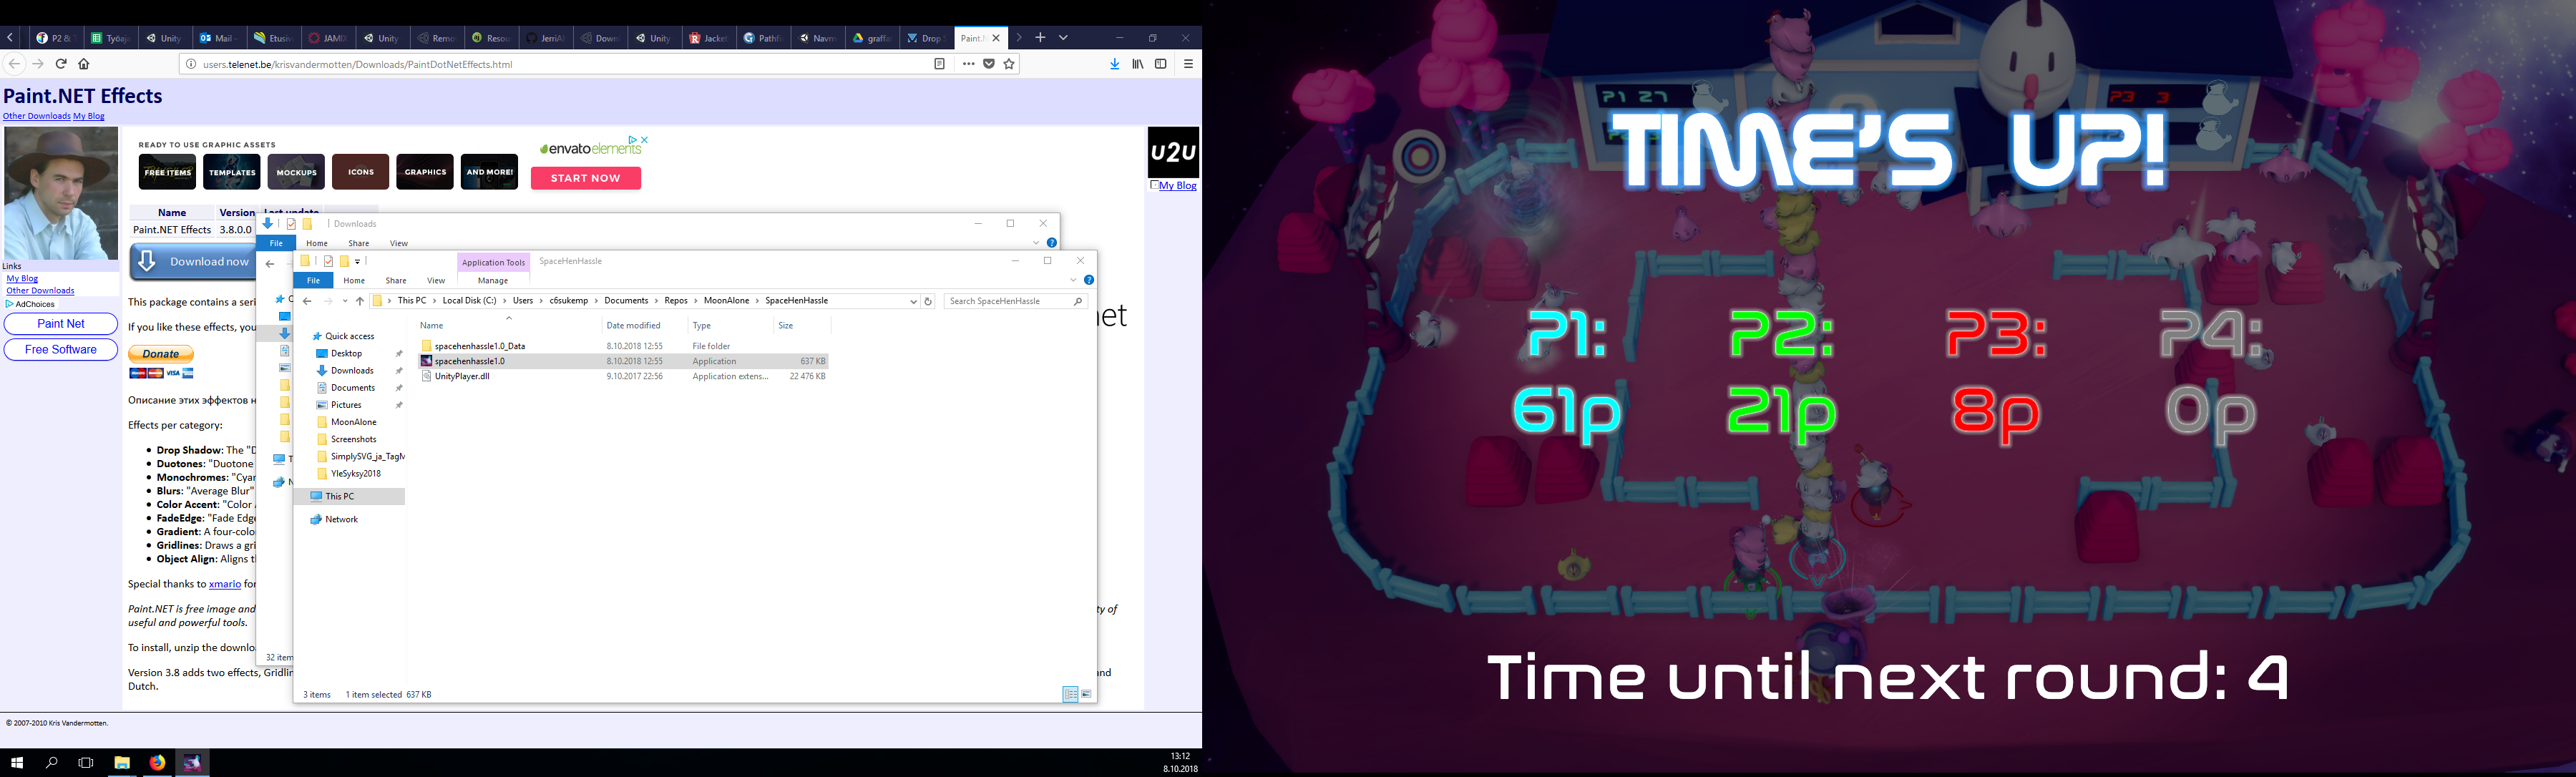 P2 &
Työaja
Unity
Mail -
Etusiv
JAMIX
Unity
Remo
Resou
JerriAl
Down
Unity
Jacket
Pathfi
Navm
graffa
Drop S
Paint.N
users.telenet.be/krisvandermotten/Downloads/PaintDotNetEffects.html
Paint.NET Effects
Other Downloads My Blog
READY TO USE GRAPHIC ASSETS
FREE ITEMS
TEMPLATES
MOCKUPS
ICONS
GRAPHICS
AND MORE!
envatoelements
START NOW
u2u
My Blog
Name Version Last update
Paint.NET Effects 3.8.0.0
Download now
Links
My Blog
Other Downloads
AdChoices
Paint Net
Free Software
This package contains a seri
If you like these effects, you
Donate
VISA
Описание этих эффектов н
Effects per category:
Drop Shadow: The "D
Duotones: "Duotone
Monochromes: "Cyar
Blurs: "Average Blur"
Color Accent: "Color
FadeEdge: "Fade Edge
Gradient: A four-colo
Gridlines: Draws a gri
Object Align: Aligns th
Special thanks to xmario for
Paint.NET is free image and
ty of
useful and powerful tools.
To install, unzip the downlo
Version 3.8 adds two effects, Gridlin
and
Dutch.
© 2007-2010 Kris Vandermotten.
net
Downloads
File Home Share View
32 item
Application Tools
SpaceHenHassle
File Home Share View Manage
This PC
Local Disk (C:)
Users
c6sukemp
Documents
Repos
MoonAlone
SpaceHenHassle
Search SpaceHenHassle
Quick access
Desktop
Downloads
Documents
Pictures
MoonAlone
Screenshots
SimplySVG_ja_TagM
YleSyksy2018
This PC
Network
Name Date modified Type Size
spacehenhassle1.0_Data 8.10.2018 12:55 File folder
spacehenhassle1.0 8.10.2018 12:55 Application 637 KB
UnityPlayer.dll 9.10.2017 22:56 Application extens... 22 476 KB
3 items 1 item selected 637 KB
13:12
8.10.2018
P1 27
P3 3
TIME'S UP!
P1: P2: P3: P4:
61p 21p 8p 0p
Time until next round: 4